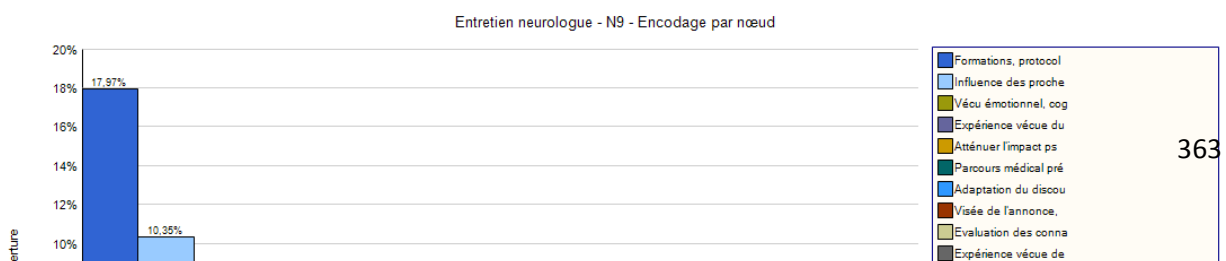 Entretien neurologue - N9 - Encodage par nœud
20%
18%
16%
14%
12%
10%
17,97%
10,35%
Formations, protocol
Influence des proche
Vécu émotionnel, cog
Expérience vécue du
Atténuer l'impact ps
Parcours médical pré
Adaptation du discou
Visée de l'annonce,
Evaluation des conna
Expérience vécue de
363